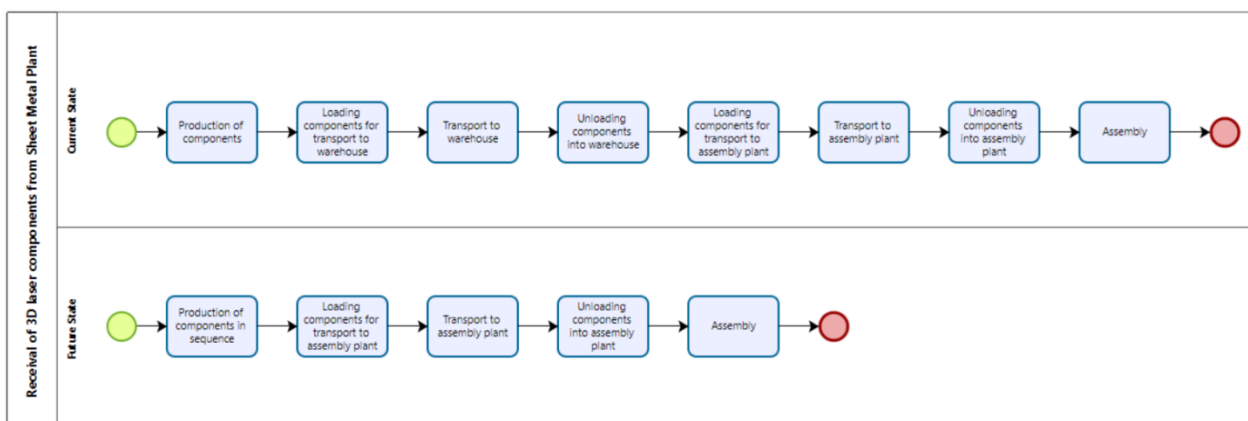 Receival of 3D laser components from Sheet Metal Plant
Current State
Production of
components
Loading
components for
transport to
warehouse
Transport to
warehouse
Unloading
components
into warehouse
Loading
components for
transport to
assembly plant
Transport to
assembly plant
Unloading
components
into assembly
plant
Assembly
Future State
Production of
components in
sequence
Loading
components for
transport to
assembly plant
Transport to
assembly plant
Unloading
components
into assembly
plant
Assembly